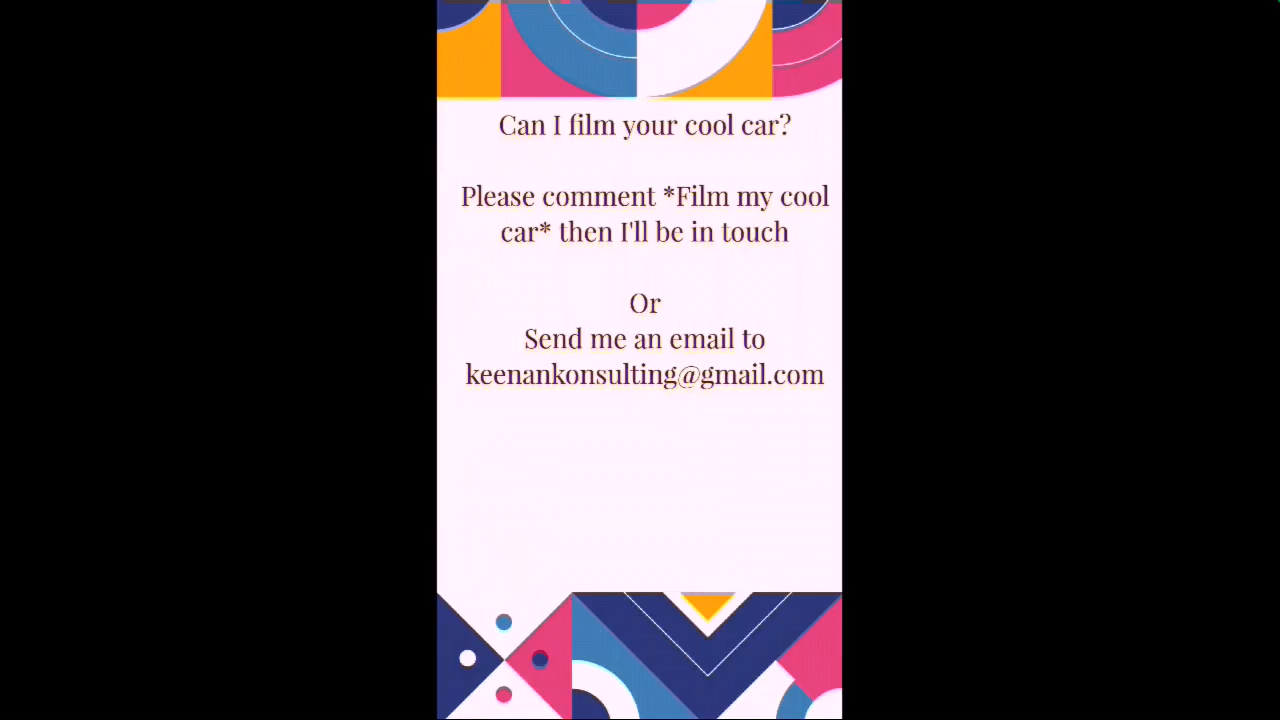 Can I film your cool car?
Please comment *Film my cool
car* then I'll be in touch
Or
Send me an email to
keenankonsulting@gmail.com